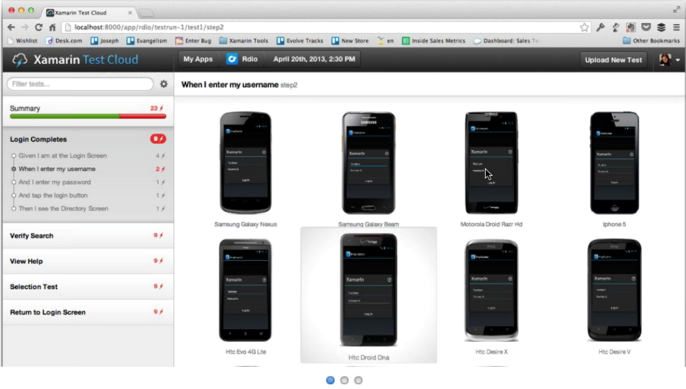 Xamarin Test Cloud
localhost:8000/app/rdio/testrun-1/test1/step2
Wishlist
Desk.com
Joseph
Evangelism
Enter Bug
Xamarin Tools
Evolve Tracks
New Store
en
Inside Sales Metrics
Dashboard: Sales
Other Bookmarks
Xamarin Test Cloud
My Apps
Rdio
April 20th, 2013, 2:30 PM
Upload New Test
Filter tests...
When I enter my username step2
Summary
23
Login Completes
9
Given I am at the Login Screen
4
When I enter my username
2
And I enter my password
1
And tap the login button
1
Then I see the Directory Screen
1
Verify Search
9
View Help
9
Selection Test
9
Return to Login Screen
9
Samsung Galaxy Nexus
Samsung Galaxy Beam
Motorola Droid Razr Hd
Iphone 5
Htc Evo 4G Lte
Htc Droid Dna
Htc Desire X
Htc Desire V